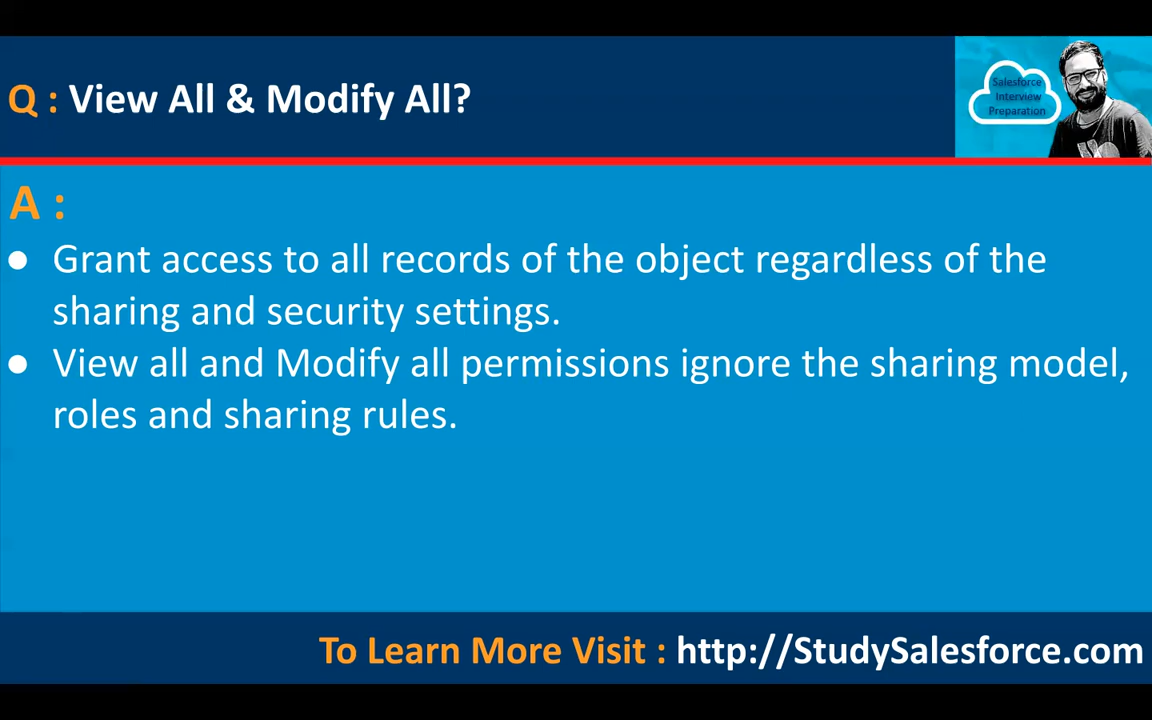 Q : View All & Modify All?
Salesforce
Interview
Preparation
A :
● Grant access to all records of the object regardless of the
sharing and security settings.
● View all and Modify all permissions ignore the sharing model,
roles and sharing rules.
To Learn More Visit : http://StudySalesforce.com